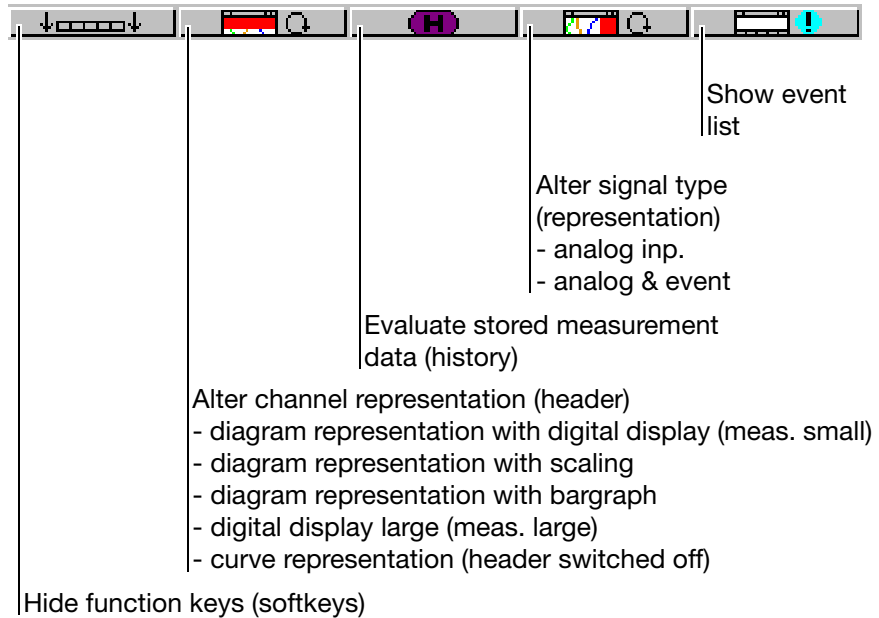 H
!
Show event
list
Alter signal type
(representation)
- analog inp.
- analog & event
Evaluate stored measurement
data (history)
Alter channel representation (header)
- diagram representation with digital display (meas. small)
- diagram representation with scaling
- diagram representation with bargraph
- digital display large (meas. large)
- curve representation (header switched off)
Hide function keys (softkeys)